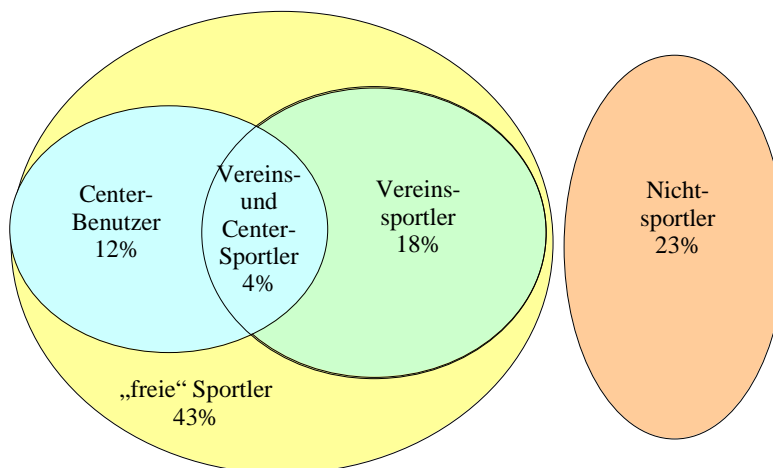 Center-
Benutzer
12%
Vereins-
und
Center-
Sportler
4%
Vereins-
sportler
18%
Nicht-
sportler
23%
„freie“ Sportler
43%